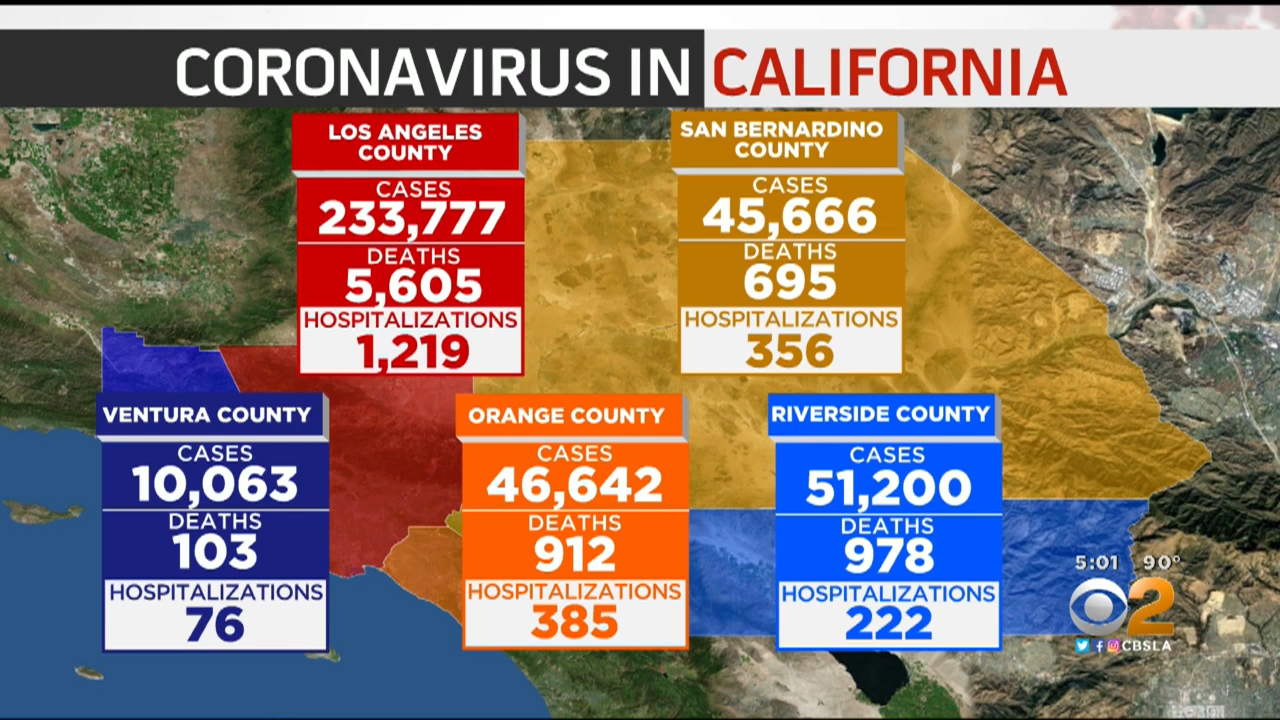 CORONAVIRUS IN CALIFORNIA
LOS ANGELES
COUNTY
CASES
233,777
DEATHS
5,605
HOSPITALIZATIONS
1,219
SAN BERNARDINO
COUNTY
CASES
45,666
DEATHS
695
HOSPITALIZATIONS
356
VENTURA COUNTY
CASES
10,063
DEATHS
103
HOSPITALIZATIONS
76
ORANGE COUNTY
CASES
46,642
DEATHS
912
HOSPITALIZATIONS
385
RIVERSIDE COUNTY
CASES
51,200
DEATHS
978
HOSPITALIZATIONS
222
5:01 90°
2
CBSLA